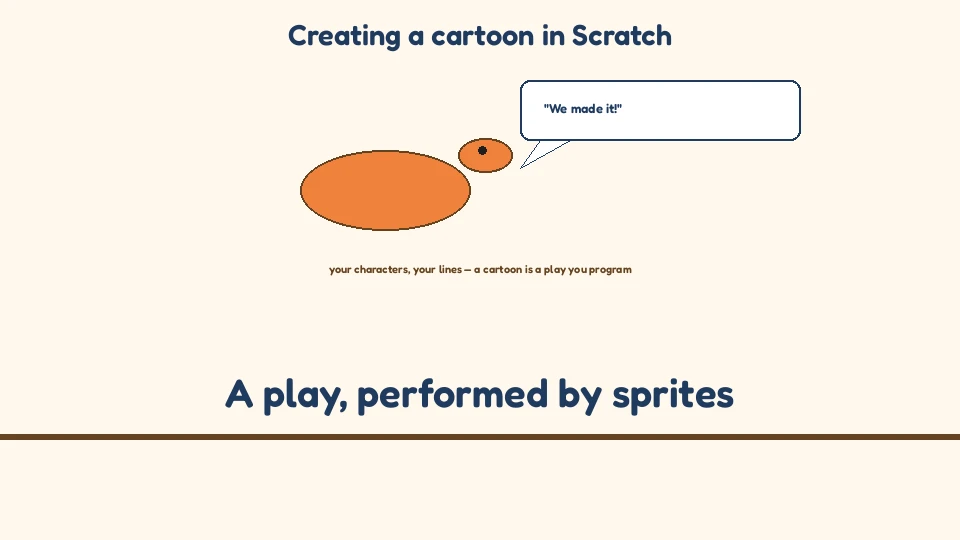 Creating a cartoon in Scratch
"We made it!"
your characters, your lines — a cartoon is a play you program
A play, performed by sprites